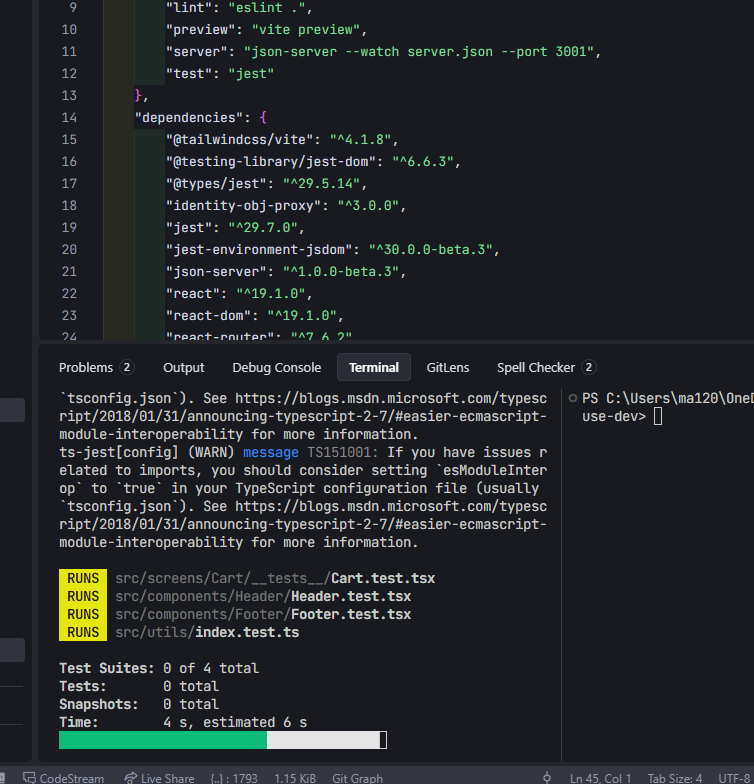 9 "lint": "eslint .",
10 "preview": "vite preview",
11 "server": "json-server --watch server.json --port 3001",
12 "test": "jest"
13 },
14 "dependencies": {
15 "@tailwindcss/vite": "^4.1.8",
16 "@testing-library/jest-dom": "^6.6.3",
17 "@types/jest": "^29.5.14",
18 "identity-obj-proxy": "^3.0.0",
19 "jest": "^29.7.0",
20 "jest-environment-jsdom": "^30.0.0-beta.3",
21 "json-server": "^1.0.0-beta.3",
22 "react": "^19.1.0",
23 "react-dom": "^19.1.0",
24 "react-router": "^7.6.2"
Problems 2 Output Debug Console Terminal GitLens Spell Checker 2
`tsconfig.json`). See https://blogs.msdn.microsoft.com/typesc
ript/2018/01/31/announcing-typescript-2-7/#easier-ecmascript-
module-interoperability for more information.
ts-jest[config] (WARN) message TS151001: If you have issues r
elated to imports, you should consider setting `esModuleInter
op` to `true` in your TypeScript configuration file (usually
`tsconfig.json`). See https://blogs.msdn.microsoft.com/typesc
ript/2018/01/31/announcing-typescript-2-7/#easier-ecmascript-
module-interoperability for more information.
RUNS src/screens/Cart/__tests__/Cart.test.tsx
RUNS src/components/Header/Header.test.tsx
RUNS src/components/Footer/Footer.test.tsx
RUNS src/utils/index.test.ts
Test Suites: 0 of 4 total
Tests: 0 total
Snapshots: 0 total
Time: 4 s, estimated 6 s
PS C:\Users\ma120\OneD
use-dev>
CodeStream Live Share {..} : 1793 1.15 KiB Git Graph Ln 45, Col 1 Tab Size: 4 UTF-8